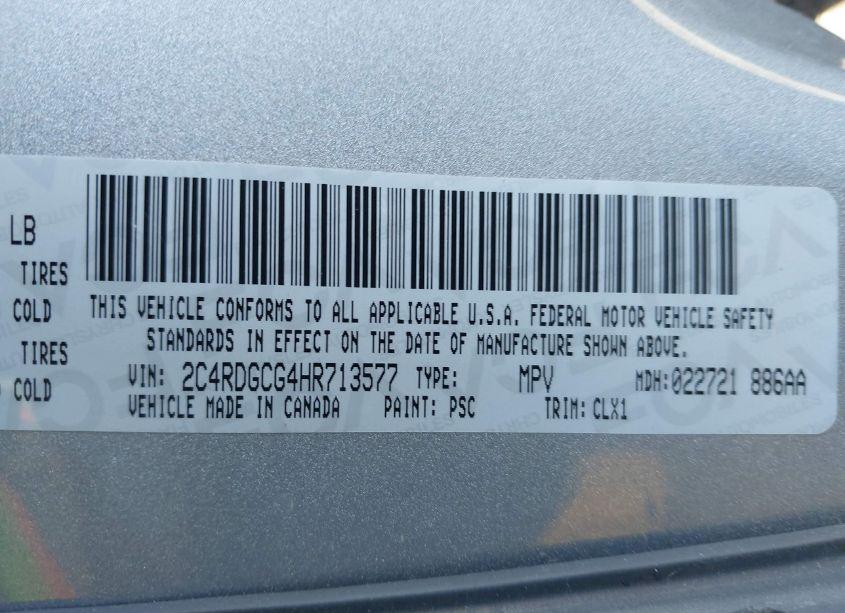 LB
TIRES
COLD
TIRES
COLD
THIS VEHICLE CONFORMS TO ALL APPLICABLE U.S.A. FEDERAL MOTOR VEHICLE SAFETY
STANDARDS IN EFFECT ON THE DATE OF MANUFACTURE SHOWN ABOVE.
VIN: 2C4RDGCG4HR713577 TYPE: MPV MDH:022721 886AA
VEHICLE MADE IN CANADA PAINT: PSC TRIM: CLX1